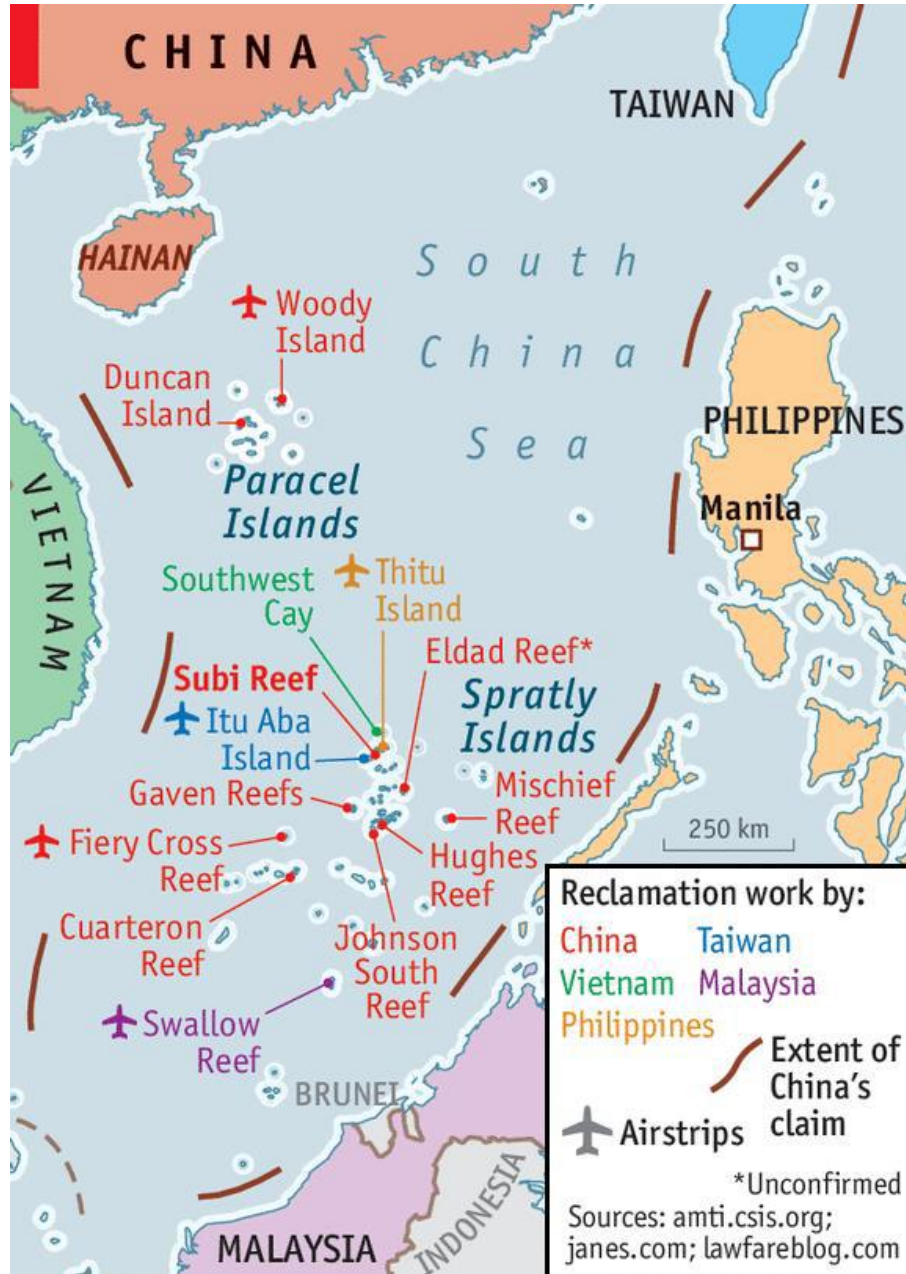 CHINA
TAIWAN
HAINAN
South
China
Sea
Woody
Island
Duncan
Island
PHILIPPINES
Paracel
Islands
Manila
VIETNAM
Southwest
Cay
Thitu
Island
Eldad Reef*
Subi Reef
Spratly
Islands
Itu Aba
Island
Gaven Reefs
Mischief
Reef
250 km
Fiery Cross
Reef
Hughes
Reef
Cuarteron
Reef
Johnson
South
Reef
Swallow
Reef
BRUNEI
MALAYSIA
INDONESIA
Reclamation work by:
China Taiwan
Vietnam Malaysia
Philippines
Extent of
China's
claim
Airstrips
*Unconfirmed
Sources: amti.csis.org;
janes.com; lawfareblog.com